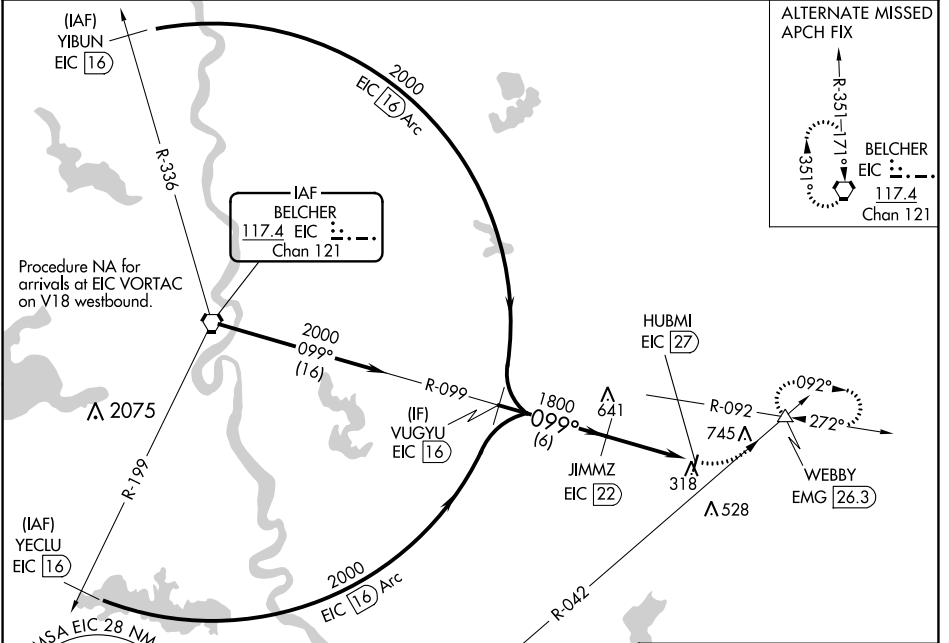 (IAF)
YIBUN
EIC 16
2000
EIC 16 Arc
R-336
IAF
BELCHER
117.4 EIC
Chan 121
Procedure NA for
arrivals at EIC VORTAC
on V18 westbound.
2000
099°
(16)
R-099
(IF)
VUGYU
EIC 16
1800
099°
(6)
641
JIMMZ
EIC 22
HUBMI
EIC 27
R-092
745
318
528
092°
272°
WEBBY
EMG 26.3
R-042
2075
R-199
(IAF)
YECLU
EIC 16
2000
EIC 16 Arc
MSA EIC 28 NM
ALTERNATE MISSED
APCH FIX
R-351
171°
351°
BELCHER
EIC
117.4
Chan 121